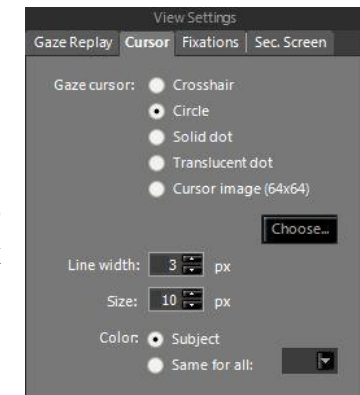 View Settings
Gaze Replay Cursor Fixations Sec. Screen
Gaze cursor: Crosshair
Circle
Solid dot
Translucent dot
Cursor image (64x64)
Choose...
Line width: 3 px
Size: 10 px
Color: Subject
Same for all: